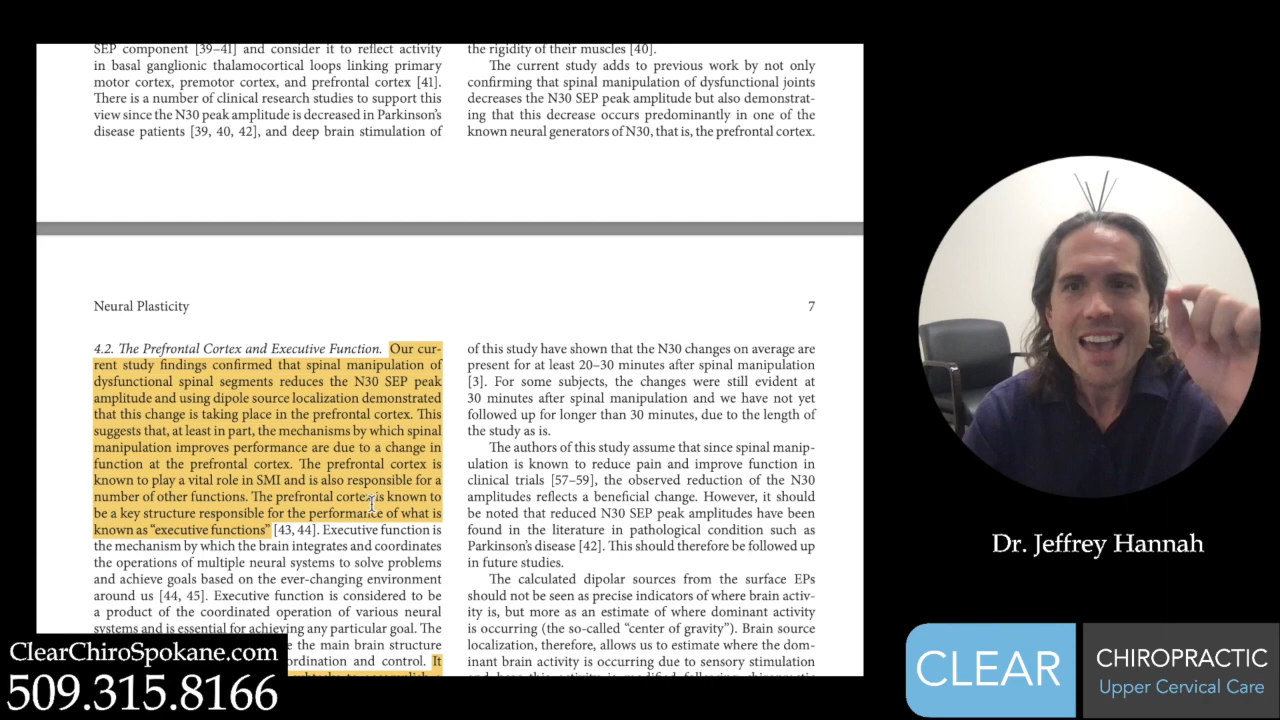 SEP component [39–41] and consider it to reflect activity
in basal ganglionic thalamocortical loops linking primary
motor cortex, premotor cortex, and prefrontal cortex [41].
There is a number of clinical research studies to support this
view since the N30 peak amplitude is decreased in Parkinson's
disease patients [39, 40, 42], and deep brain stimulation of
the rigidity of their muscles [40].
The current study adds to previous work by not only
confirming that spinal manipulation of dysfunctional joints
decreases the N30 SEP peak amplitude but also demonstrat-
ing that this decrease occurs predominantly in one of the
known neural generators of N30, that is, the prefrontal cortex.
Neural Plasticity
7
4.2. The Prefrontal Cortex and Executive Function. Our cur-
rent study findings confirmed that spinal manipulation of
dysfunctional spinal segments reduces the N30 SEP peak
amplitude and using dipole source localization demonstrated
that this change is taking place in the prefrontal cortex. This
suggests that, at least in part, the mechanisms by which spinal
manipulation improves performance are due to a change in
function at the prefrontal cortex. The prefrontal cortex is
known to play a vital role in SMI and is also responsible for a
number of other functions. The prefrontal cortex is known to
be a key structure responsible for the performance of what is
known as “executive functions” [43, 44]. Executive function is
the mechanism by which the brain integrates and coordinates
the operations of multiple neural systems to solve problems
and achieve goals based on the ever-changing environment
around us [44, 45]. Executive function is considered to be
a product of the coordinated operation of various neural
systems and is essential for achieving any particular goal. The
e the main brain structure
ordination and control. It
of this study have shown that the N30 changes on average are
present for at least 20–30 minutes after spinal manipulation
[3]. For some subjects, the changes were still evident at
30 minutes after spinal manipulation and we have not yet
followed up for longer than 30 minutes, due to the length of
the study as is.
The authors of this study assume that since spinal manip-
ulation is known to reduce pain and improve function in
clinical trials [57–59], the observed reduction of the N30
amplitudes reflects a beneficial change. However, it should
be noted that reduced N30 SEP peak amplitudes have been
found in the literature in pathological condition such as
Parkinson's disease [42]. This should therefore be followed up
in future studies.
The calculated dipolar sources from the surface EPs
should not be seen as precise indicators of where brain activ-
ity is, but more as an estimate of where dominant activity
is occurring (the so-called “center of gravity”). Brain source
localization, therefore, allows us to estimate where the dom-
inant brain activity is occurring due to sensory stimulation
Dr. Jeffrey Hannah
ClearChiroSpokane.com
509.315.8166
CLEAR
CHIROPRACTIC
Upper Cervical Care